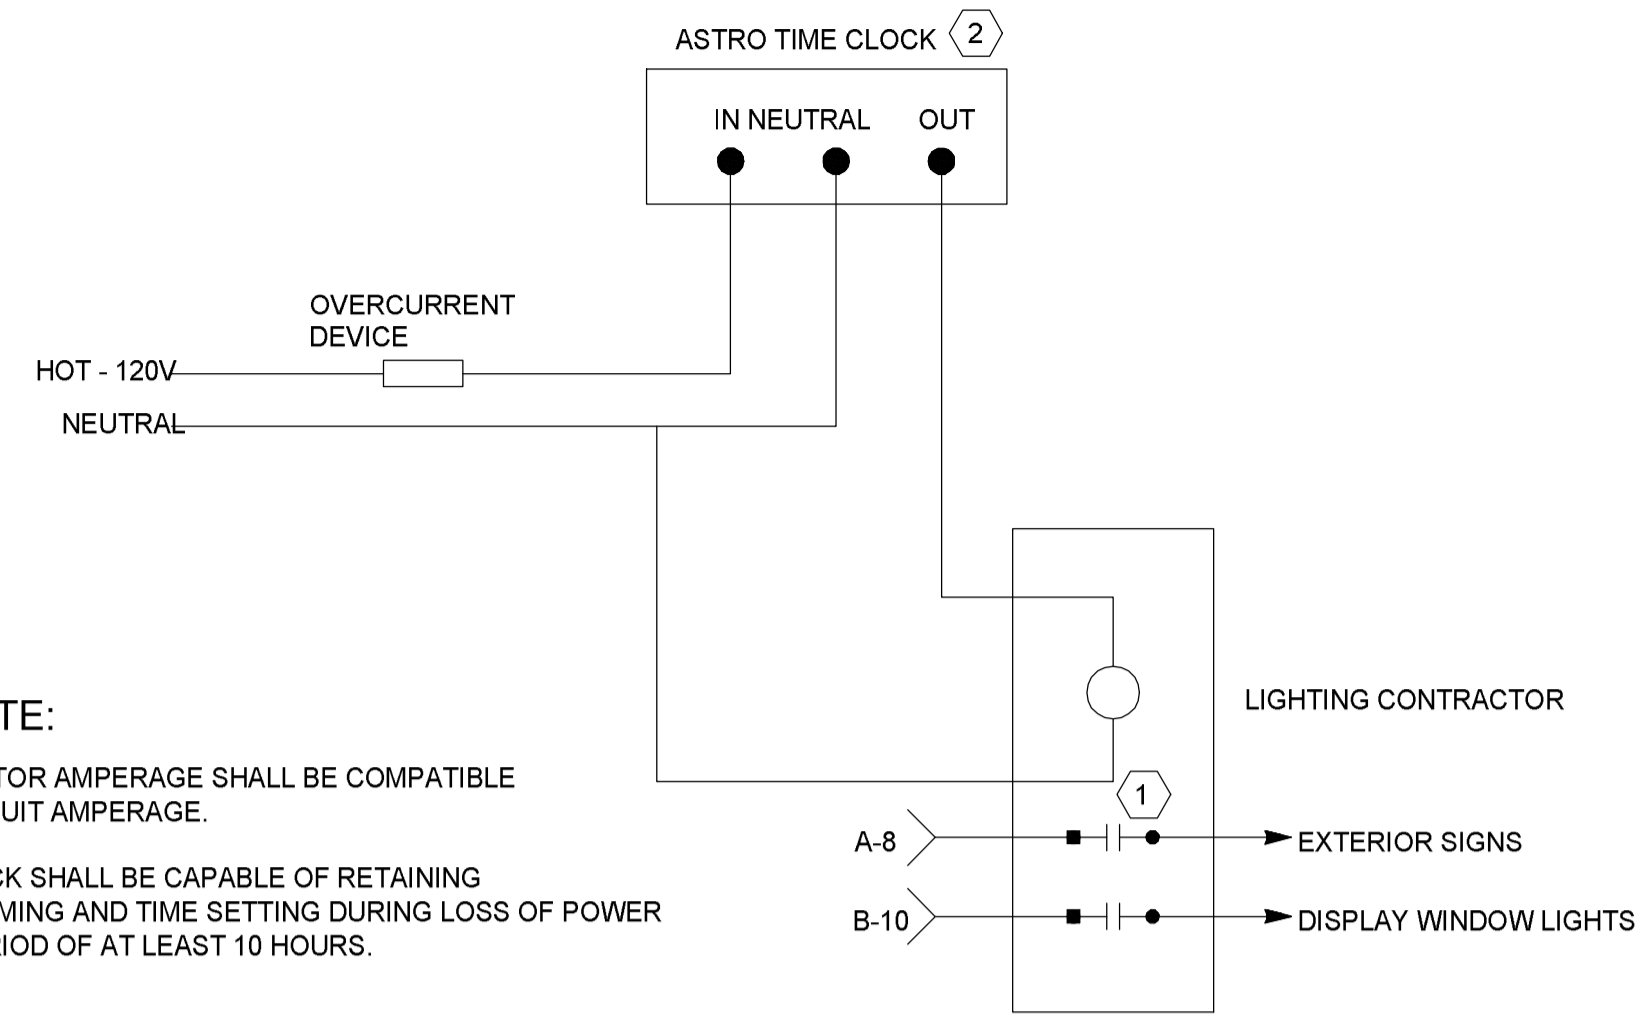 ASTRO TIME CLOCK 2
IN NEUTRAL OUT
OVERCURRENT
DEVICE
HOT - 120V
NEUTRAL
LIGHTING CONTRACTOR
TE:
TOR AMPERAGE SHALL BE COMPATIBLE
UIT AMPERAGE.
CK SHALL BE CAPABLE OF RETAINING
MING AND TIME SETTING DURING LOSS OF POWER
RIOD OF AT LEAST 10 HOURS.
1
A-8 EXTERIOR SIGNS
B-10 DISPLAY WINDOW LIGHTS